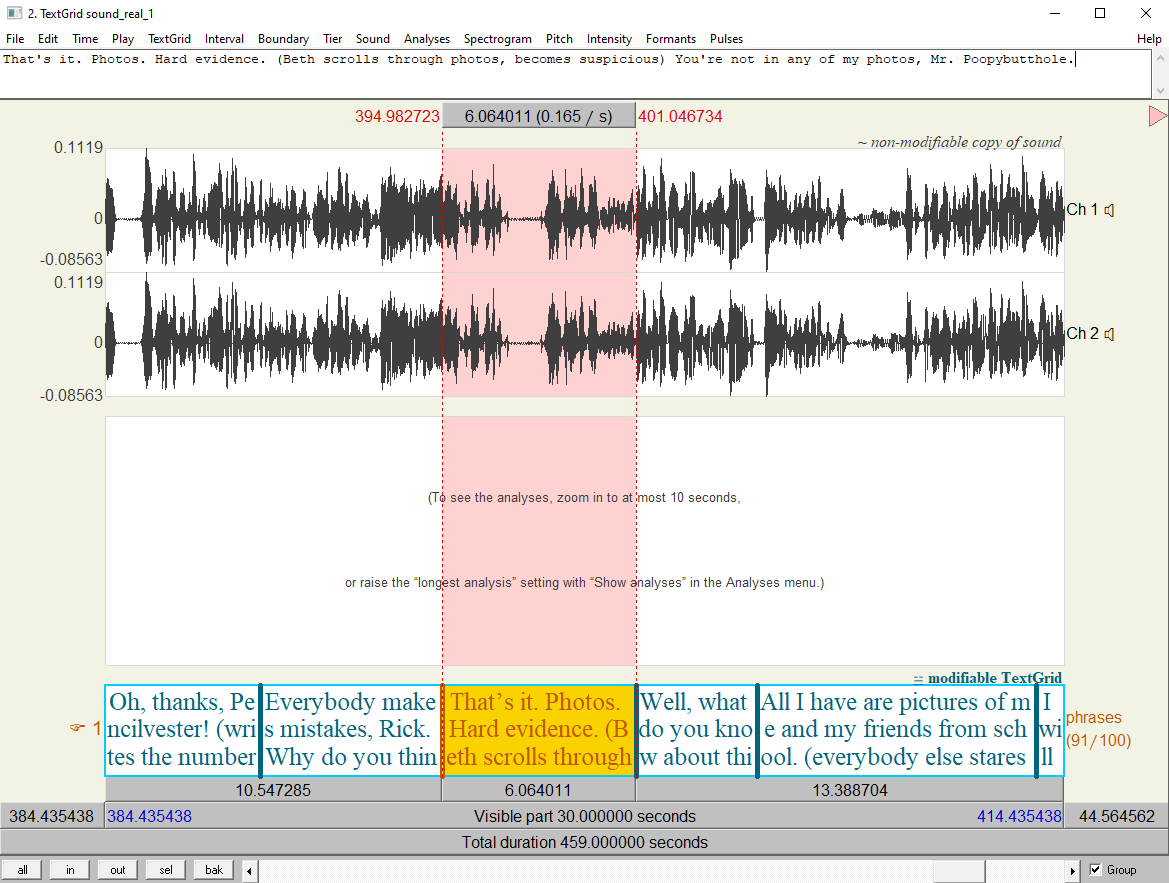 2. TextGrid sound_real_1
File Edit Time Play TextGrid Interval Boundary Tier Sound Analyses Spectrogram Pitch Intensity Formants Pulses Help
That's it. Photos. Hard evidence. (Beth scrolls through photos, becomes suspicious) You're not in any of my photos, Mr. Poopybutthole.
394.982723 6.064011 (0.165 / s) 401.046734
~ non-modifiable copy of sound
0.1119
0 Ch 1
-0.08563
0.1119
0 Ch 2
-0.08563
(To see the analyses, zoom in to at most 10 seconds,
or raise the “longest analysis” setting with “Show analyses” in the Analyses menu.)
modifiable TextGrid
Oh, thanks, Pe
ncilvester! (wri
tes the number
Everybody make
s mistakes, Rick.
Why do you thin
That’s it. Photos.
Hard evidence. (B
eth scrolls through
Well, what
do you kno
w about thi
All I have are pictures of m
e and my friends from sch
ool. (everybody else stares
I
wi
ll
1
phrases
(91/100)
10.547285 6.064011 13.388704
384.435438 384.435438 Visible part 30.000000 seconds 414.435438 44.564562
Total duration 459.000000 seconds
all in out sel bak Group